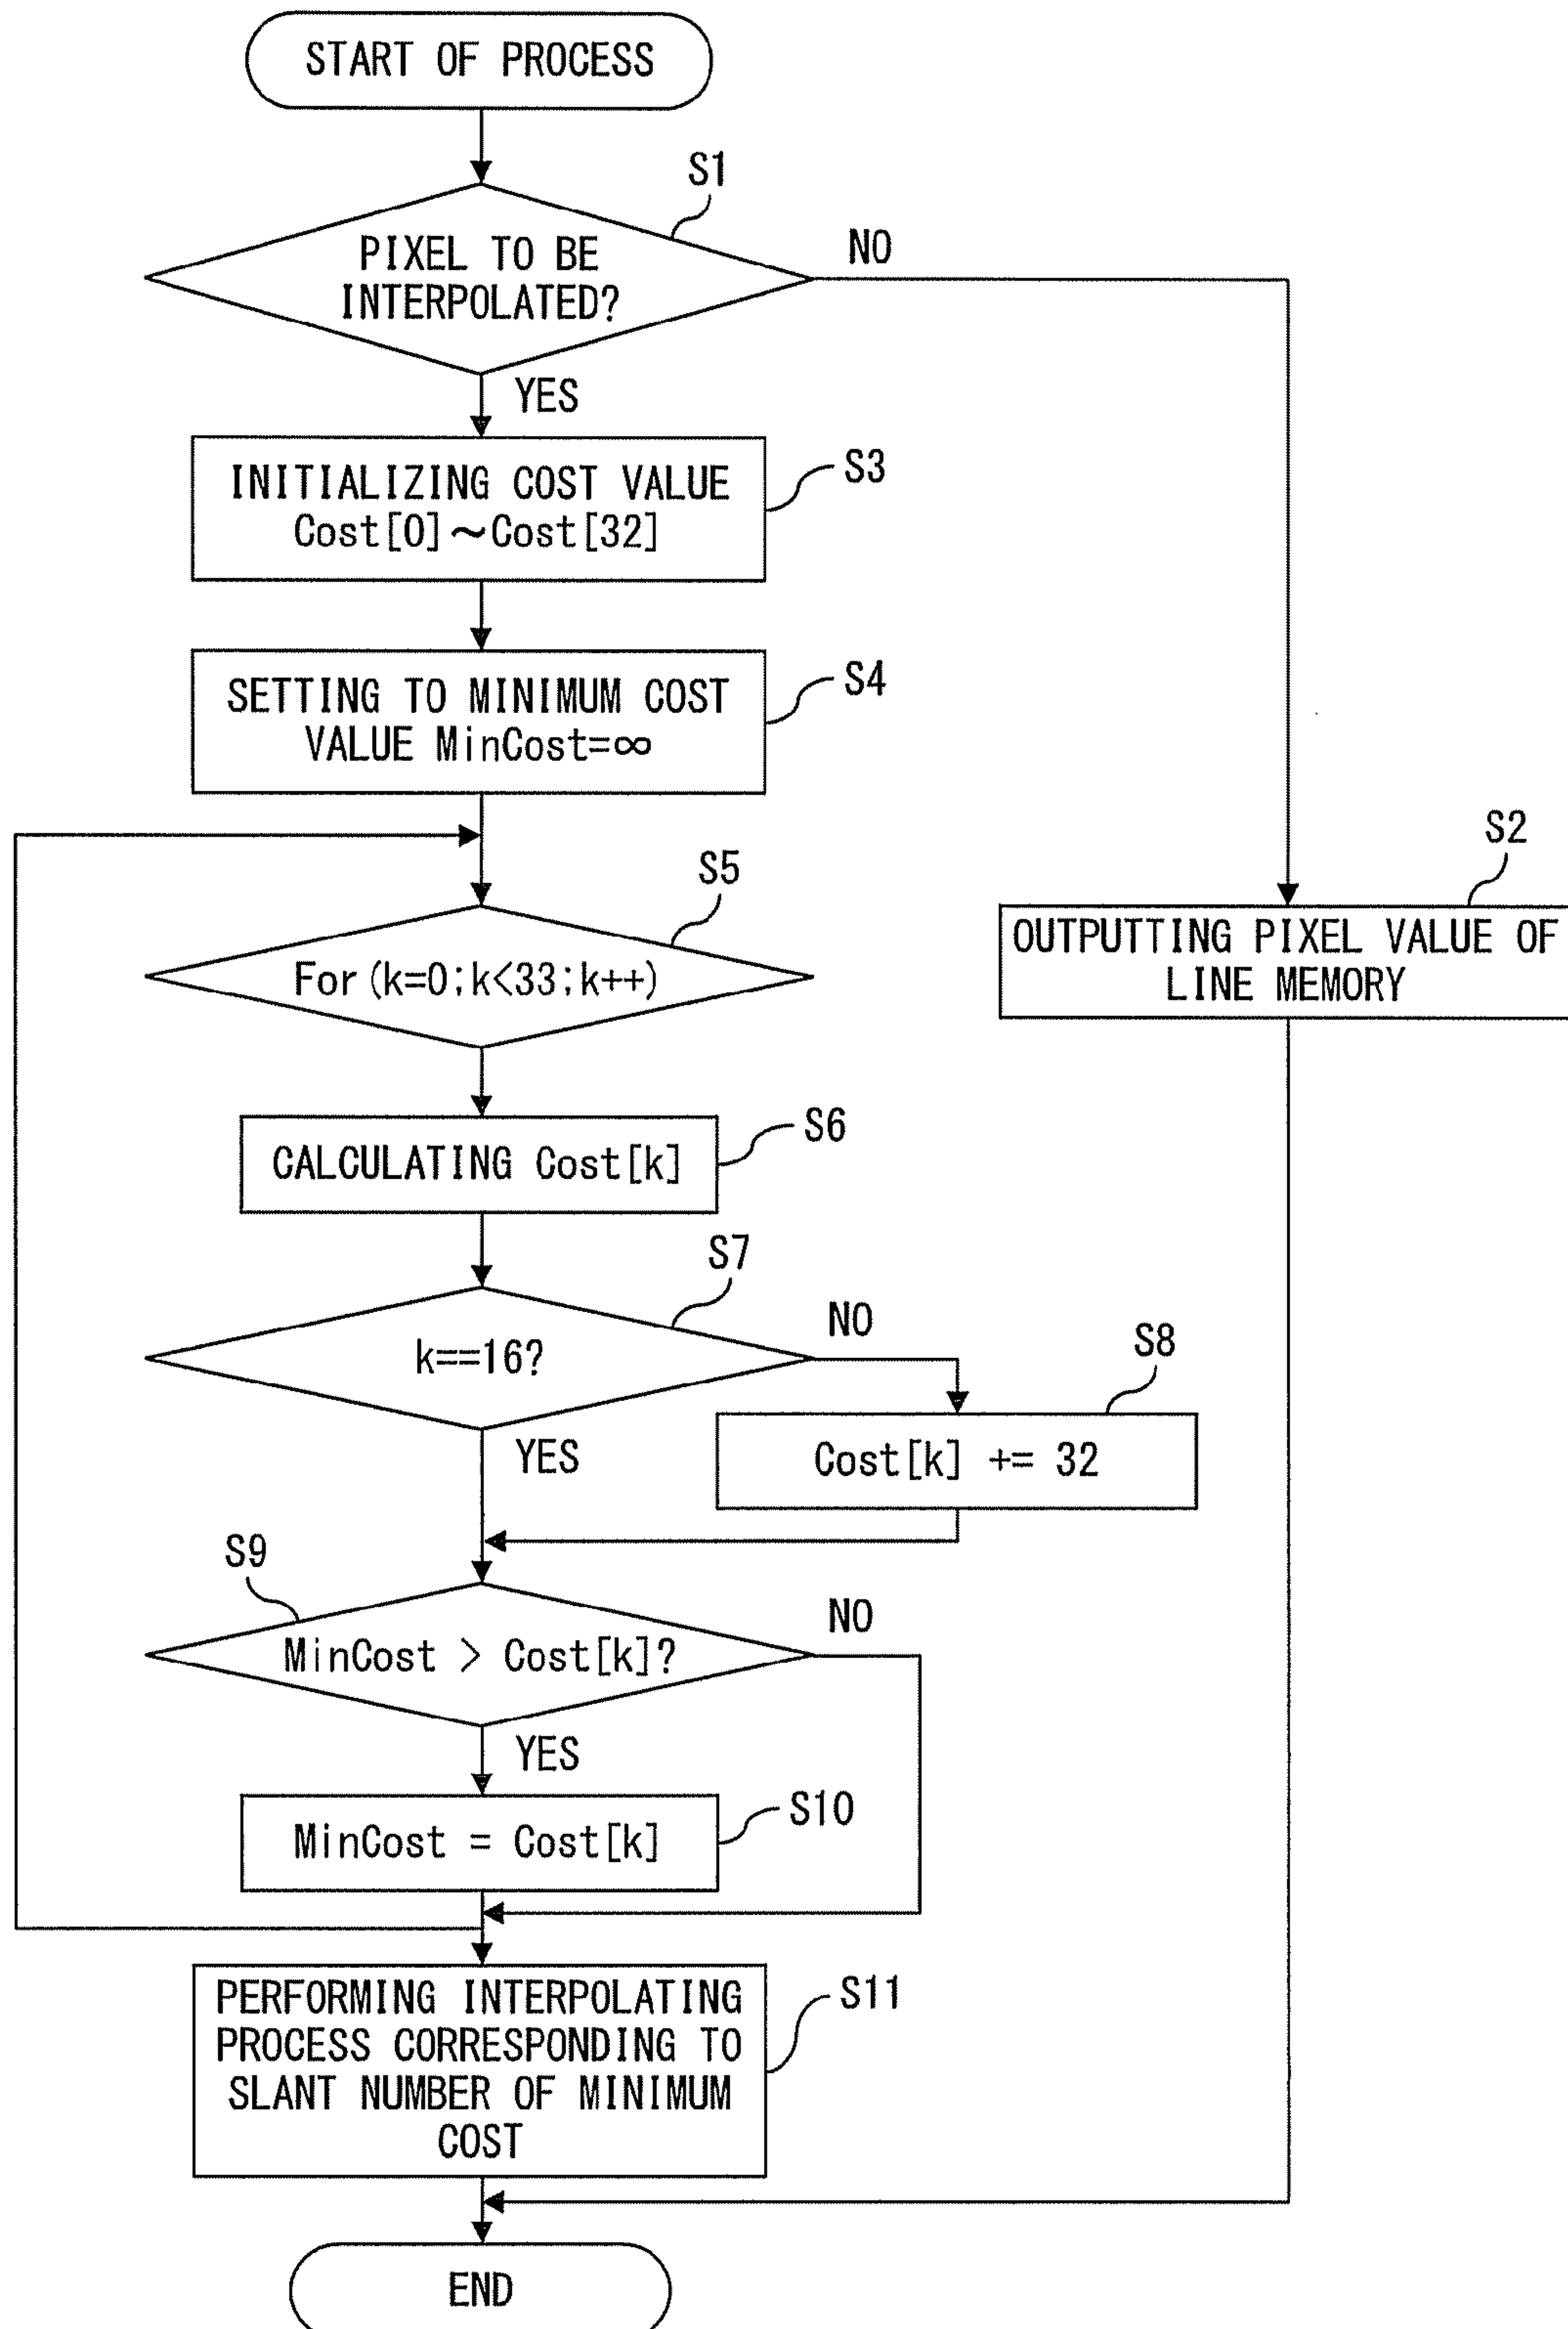 START OF PROCESS
S1
PIXEL TO BE
INTERPOLATED?
NO
YES
INITIALIZING COST VALUE
Cost[0]~Cost[32]
S3
SETTING TO MINIMUM COST
VALUE MinCost=∞
S4
S5
For(k=0;k<33;k++)
S2
OUTPUTTING PIXEL VALUE OF
LINE MEMORY
CALCULATING Cost[k]
S6
S7
k==16?
NO
YES
S8
Cost[k] += 32
S9
MinCost > Cost[k]?
NO
YES
MinCost = Cost[k]
S10
PERFORMING INTERPOLATING
PROCESS CORRESPONDING TO
SLANT NUMBER OF MINIMUM
COST
S11
END